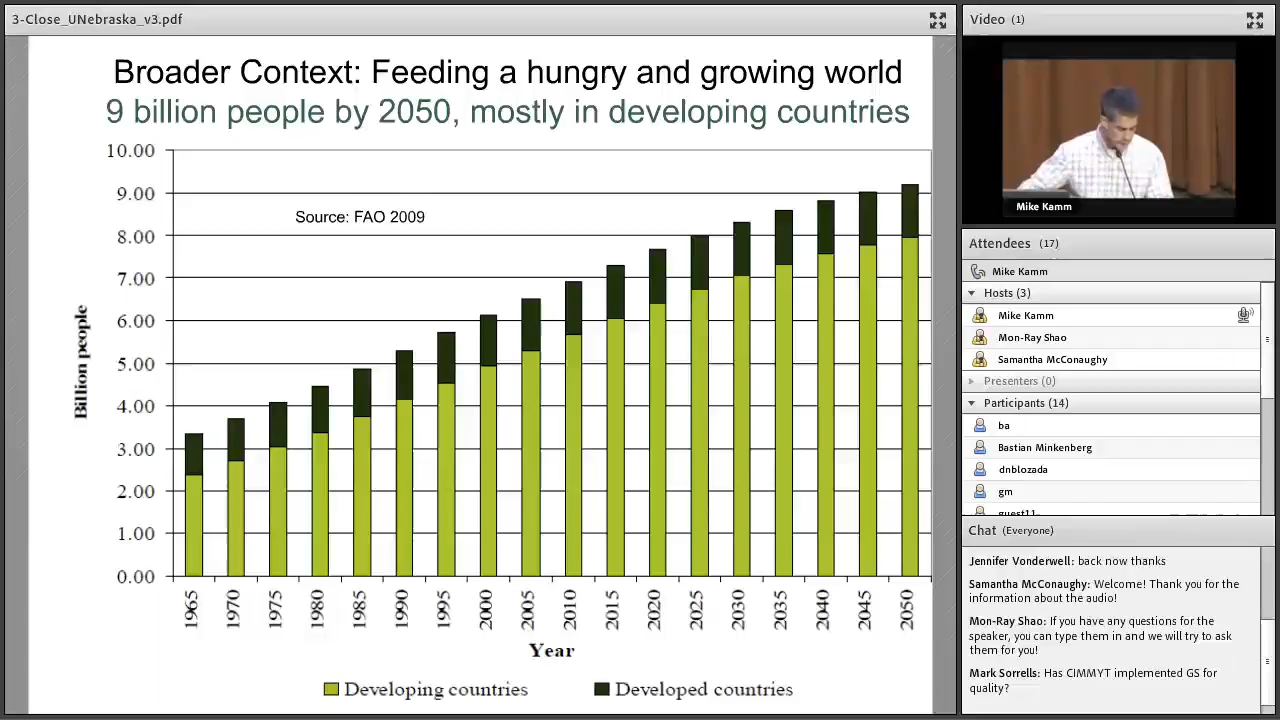 3-Close_UNebraska_v3.pdf
Broader Context: Feeding a hungry and growing world
9 billion people by 2050, mostly in developing countries
10.00
9.00
8.00
7.00
6.00
5.00
4.00
3.00
2.00
1.00
0.00
Source: FAO 2009
Billion people
1965 1970 1975 1980 1985 1990 1995 2000 2005 2010 2015 2020 2025 2030 2035 2040 2045 2050
Year
Developing countries Developed countries
Video (1)
Mike Kamm
Attendees (17)
Mike Kamm
Hosts (3)
Mike Kamm
Mon-Ray Shao
Samantha McConaughy
Presenters (0)
Participants (14)
ba
Bastian Minkenberg
dnblozada
gm
guest11
Chat (Everyone)
Jennifer Vonderwell: back now thanks
Samantha McConaughy: Welcome! Thank you for the
information about the audio!
Mon-Ray Shao: If you have any questions for the
speaker, you can type them in and we will try to ask
them for you!
Mark Sorrells: Has CIMMYT implemented GS for
quality?